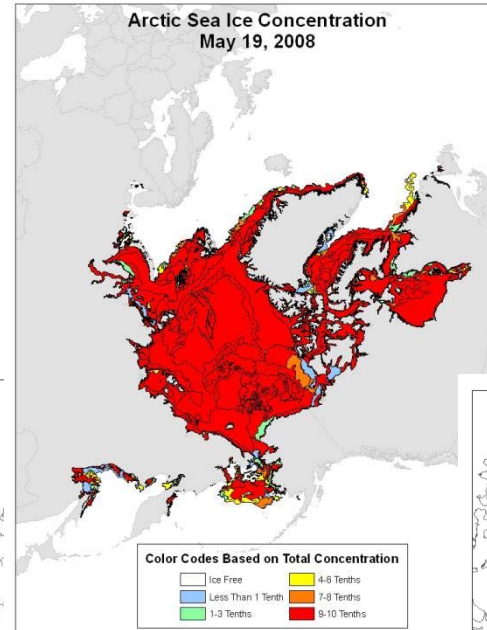 Arctic Sea Ice Concentration
May 19, 2008
Color Codes Based on Total Concentration
Ice Free
Less Than 1 Tenth
1-3 Tenths
4-6 Tenths
7-8 Tenths
9-10 Tenths